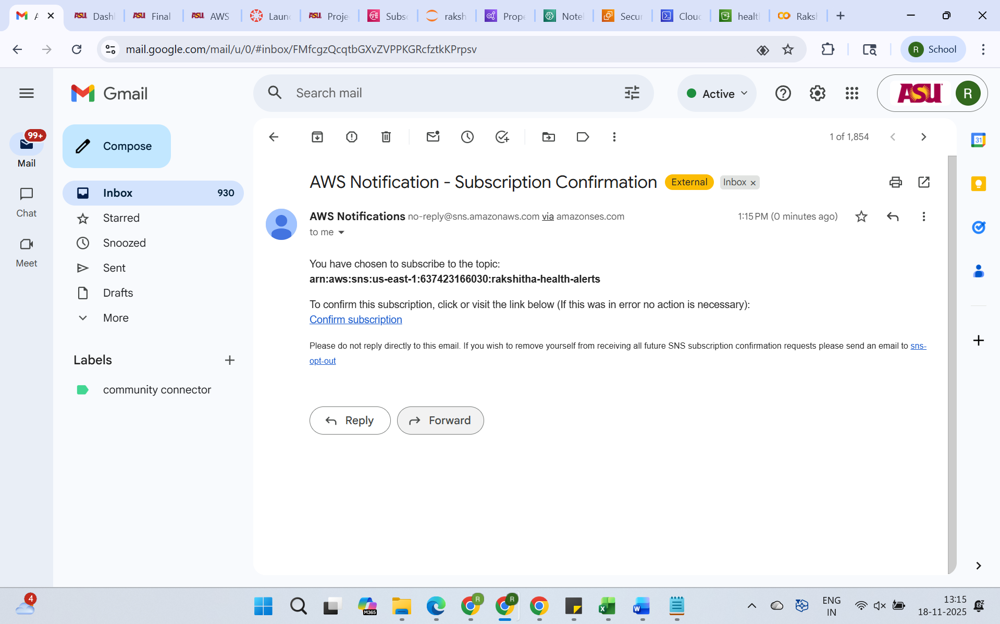 Dash
Final
AWS
Laun
Proje
Subs
raksh
Prope
Note
Secur
Clou
healt
Raks
mail.google.com/mail/u/0/#inbox/FMfcgzQcqtbGXvZVPPKGRcfztkKPrpsv
R
School
Gmail
Search mail
Active
ASU
R
99+
Mail
Chat
Meet
Compose
Inbox 930
Starred
Snoozed
Sent
Drafts
More
Labels
community connector
1 of 1,854
AWS Notification - Subscription Confirmation
External
Inbox x
AWS Notifications no-reply@sns.amazonaws.com via amazonses.com
1:15 PM (0 minutes ago)
to me
You have chosen to subscribe to the topic:
arn:aws:sns:us-east-1:637423166030:rakshitha-health-alerts
To confirm this subscription, click or visit the link below (If this was in error no action is necessary):
Confirm subscription
Please do not reply directly to this email. If you wish to remove yourself from receiving all future SNS subscription confirmation requests please send an email to sns-
opt-out
Reply
Forward
31
4
M365
R
R
ENG
IN
13:15
18-11-2025